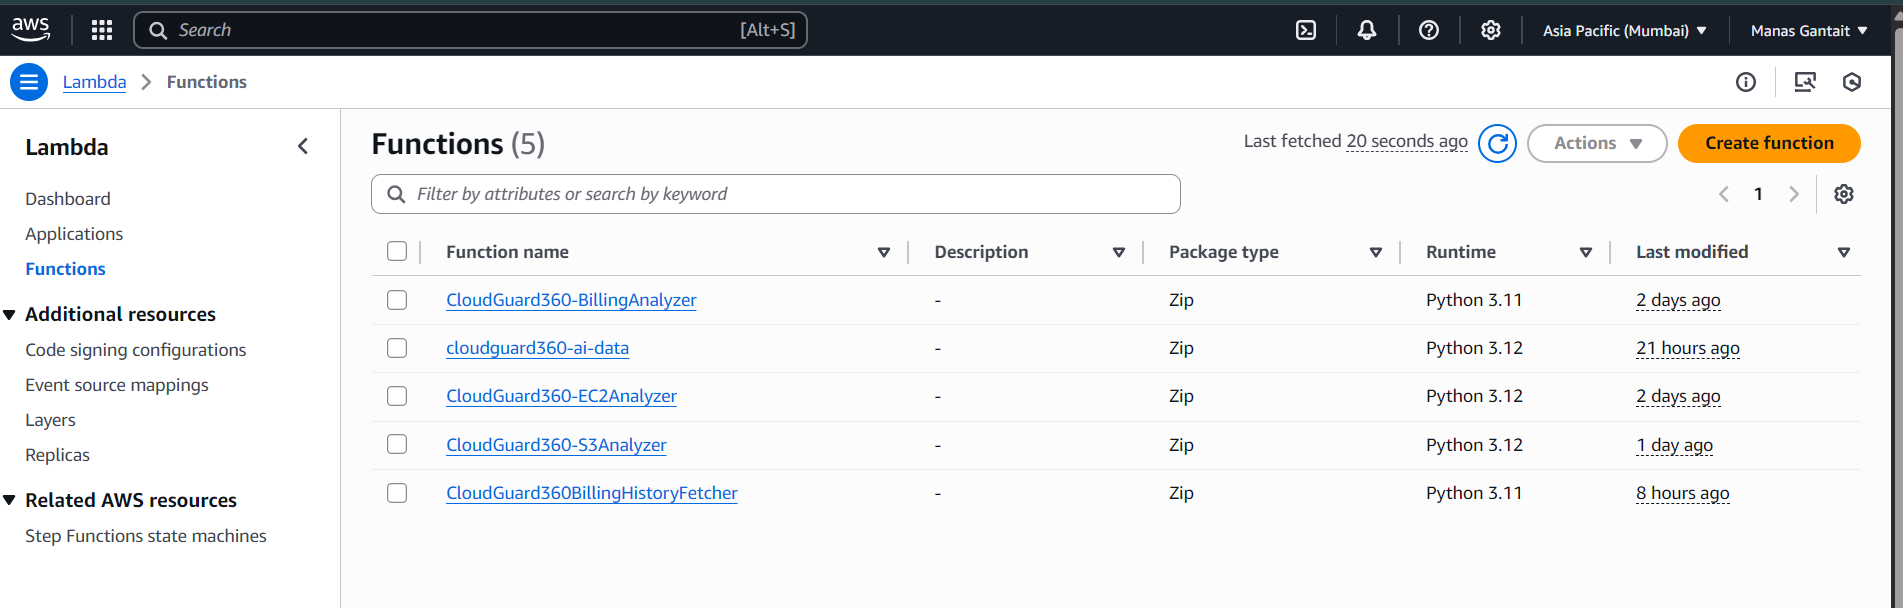 aws
Search [Alt+S]
Asia Pacific (Mumbai)
Manas Gantait
Lambda
Functions
Lambda
Dashboard
Applications
Functions
Additional resources
Code signing configurations
Event source mappings
Layers
Replicas
Related AWS resources
Step Functions state machines
Functions (5)
Last fetched 20 seconds ago
Actions
Create function
Filter by attributes or search by keyword
1
Function name Description Package type Runtime Last modified
CloudGuard360-BillingAnalyzer - Zip Python 3.11 2 days ago
cloudguard360-ai-data - Zip Python 3.12 21 hours ago
CloudGuard360-EC2Analyzer - Zip Python 3.12 2 days ago
CloudGuard360-S3Analyzer - Zip Python 3.12 1 day ago
CloudGuard360BillingHistoryFetcher - Zip Python 3.11 8 hours ago